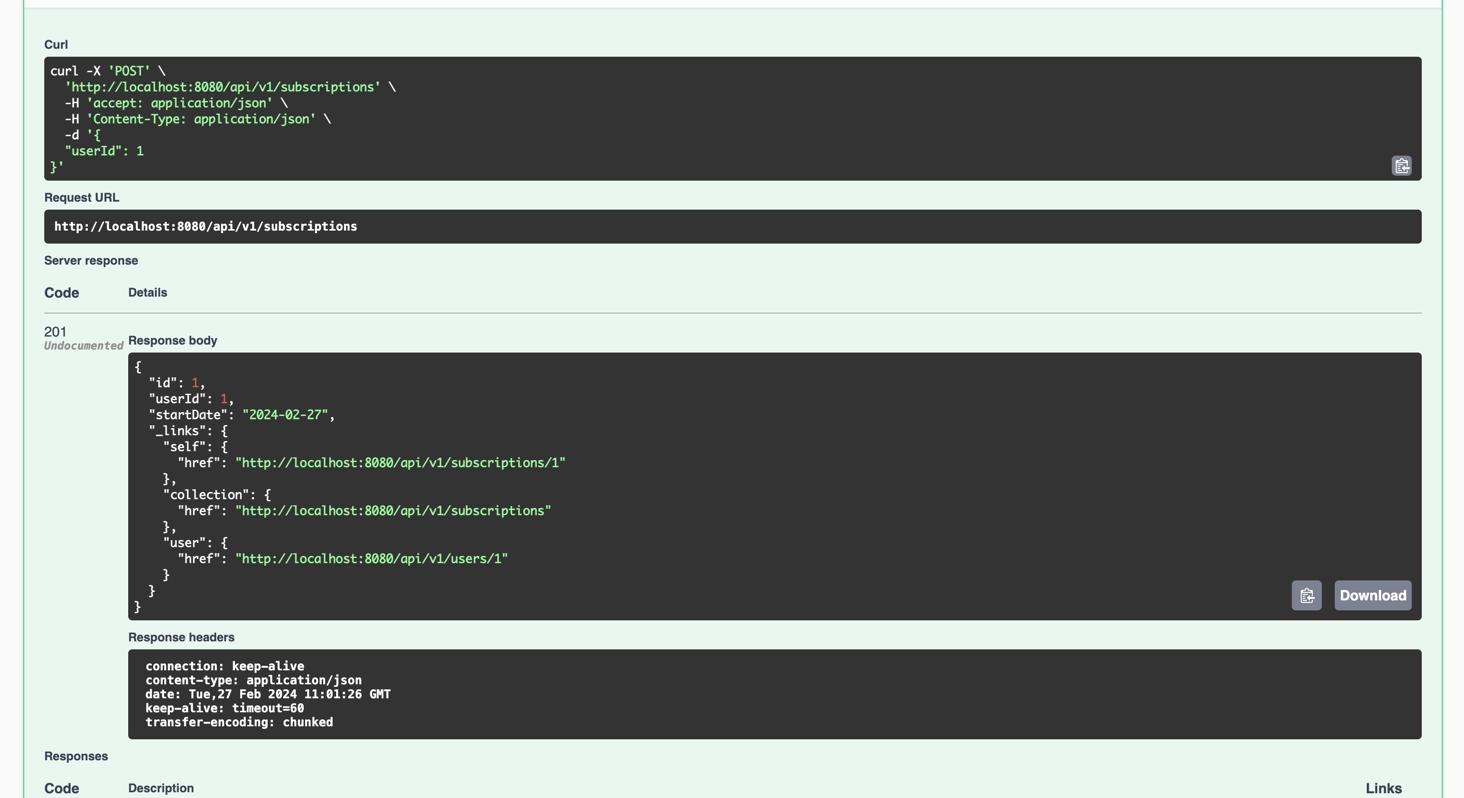 Curl
curl -X 'POST' \
  'http://localhost:8080/api/v1/subscriptions' \
  -H 'accept: application/json' \
  -H 'Content-Type: application/json' \
  -d '{
  "userId": 1
}'
Request URL
http://localhost:8080/api/v1/subscriptions
Server response
Code Details
201
Undocumented
Response body
{
  "id": 1,
  "userId": 1,
  "startDate": "2024-02-27",
  "_links": {
    "self": {
      "href": "http://localhost:8080/api/v1/subscriptions/1"
    },
    "collection": {
      "href": "http://localhost:8080/api/v1/subscriptions"
    },
    "user": {
      "href": "http://localhost:8080/api/v1/users/1"
    }
  }
}
Download
Response headers
connection: keep-alive
content-type: application/json
date: Tue,27 Feb 2024 11:01:26 GMT
keep-alive: timeout=60
transfer-encoding: chunked
Responses
Code Description Links